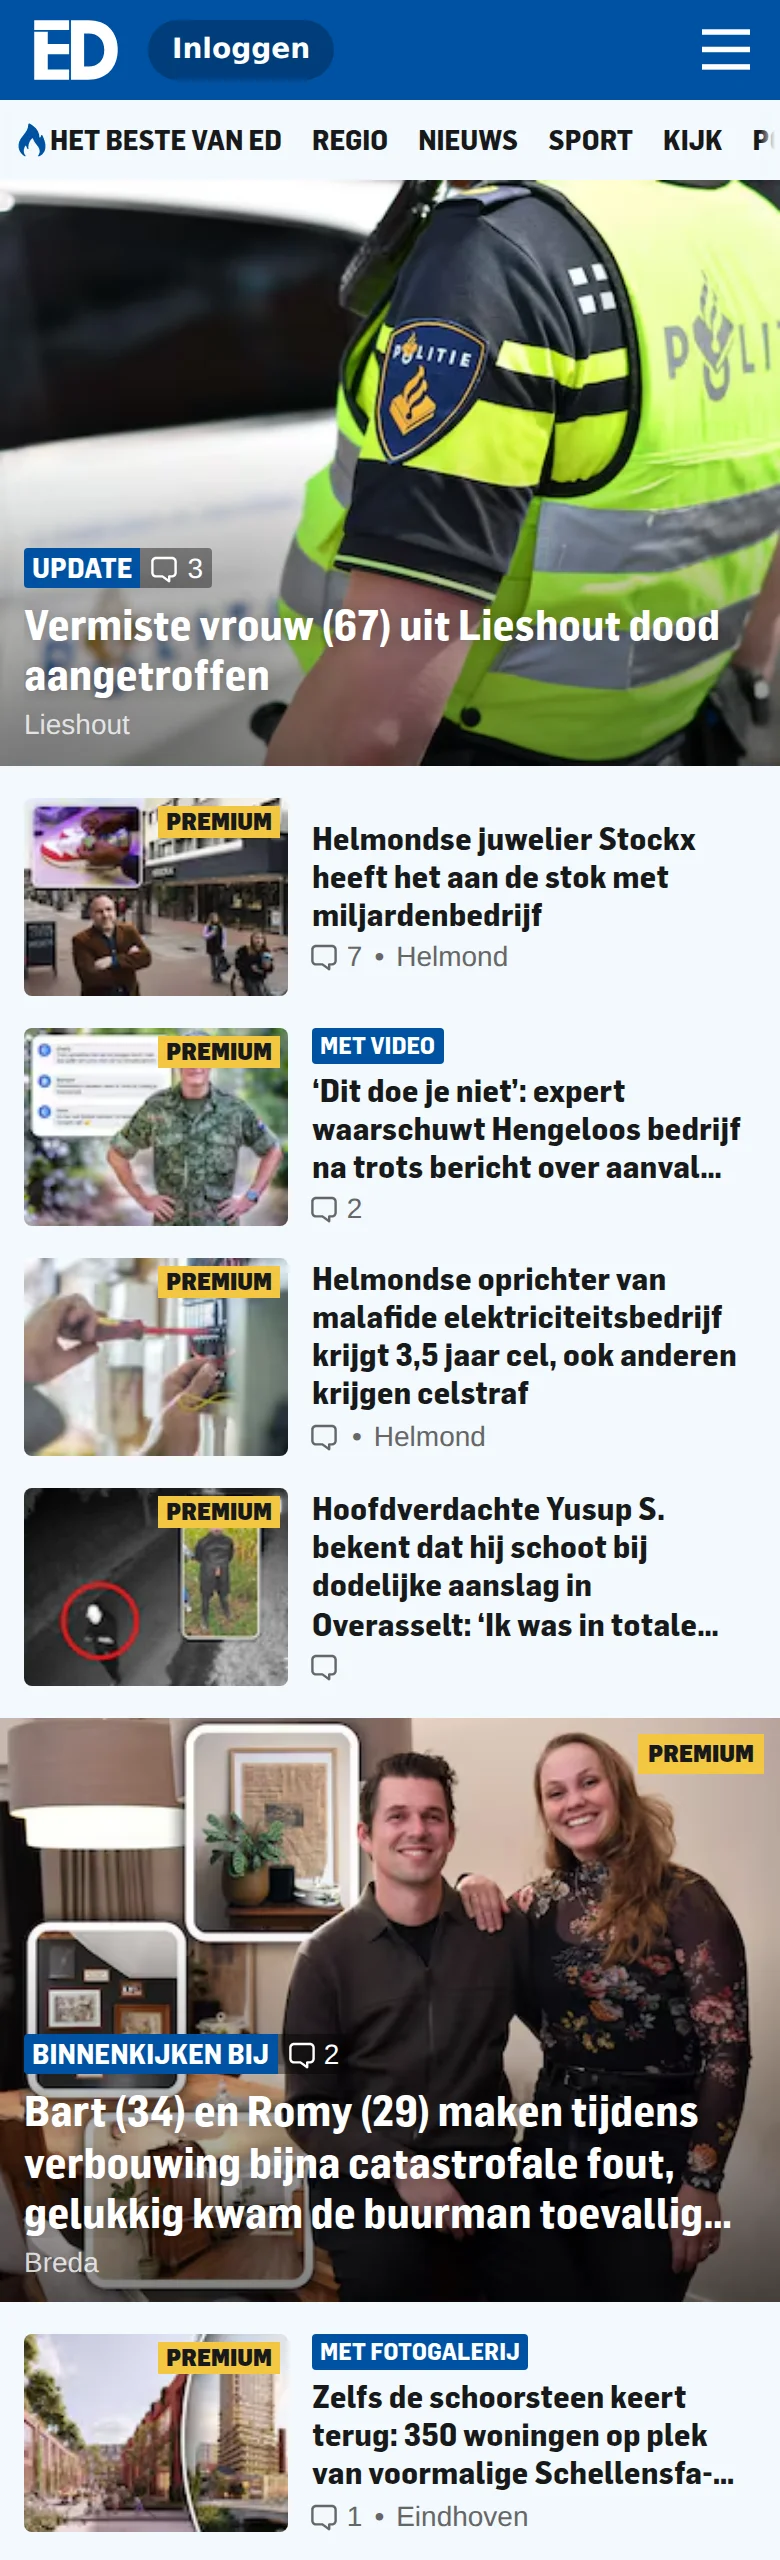 ED
Inloggen
HET BESTE VAN ED
REGIO
NIEUWS
SPORT
KIJK
POLITIE
UPDATE
3
Vermiste vrouw (67) uit Lieshout dood
aangetroffen
Lieshout
PREMIUM
Helmondse juwelier Stockx
heeft het aan de stok met
miljardenbedrijf
7 • Helmond
PREMIUM
MET VIDEO
‘Dit doe je niet’: expert
waarschuwt Hengeloos bedrijf
na trots bericht over aanval...
2
PREMIUM
Helmondse oprichter van
malafide elektriciteitsbedrijf
krijgt 3,5 jaar cel, ook anderen
krijgen celstraf
• Helmond
PREMIUM
Hoofdverdachte Yusup S.
bekent dat hij schoot bij
dodelijke aanslag in
Overasselt: ‘Ik was in totale...
PREMIUM
BINNENKIJKEN BIJ
2
Bart (34) en Romy (29) maken tijdens
verbouwing bijna catastrofale fout,
gelukkig kwam de buurman toevallig...
Breda
PREMIUM
MET FOTOGALERIJ
Zelfs de schoorsteen keert
terug: 350 woningen op plek
van voormalige Schellensfa-...
1 • Eindhoven